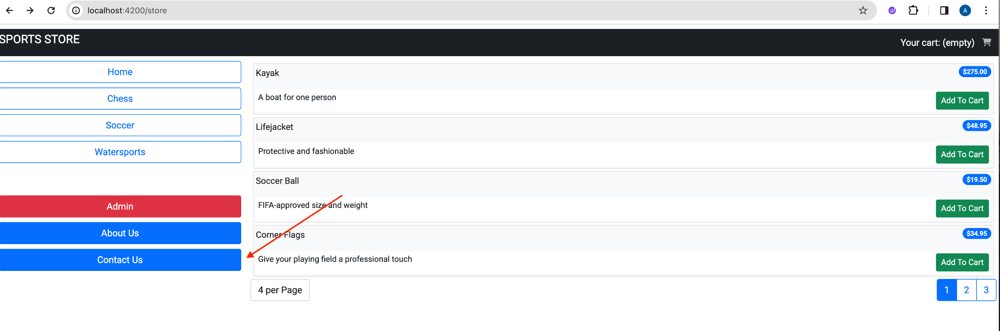 localhost:4200/store
A
SPORTS STORE
Your cart: (empty)
Home
Chess
Soccer
Watersports
Admin
About Us
Contact Us
Kayak
$275.00
A boat for one person
Add To Cart
Lifejacket
$48.95
Protective and fashionable
Add To Cart
Soccer Ball
$19.50
FIFA-approved size and weight
Add To Cart
Corner Flags
$34.95
Give your playing field a professional touch
Add To Cart
4 per Page
1 2 3